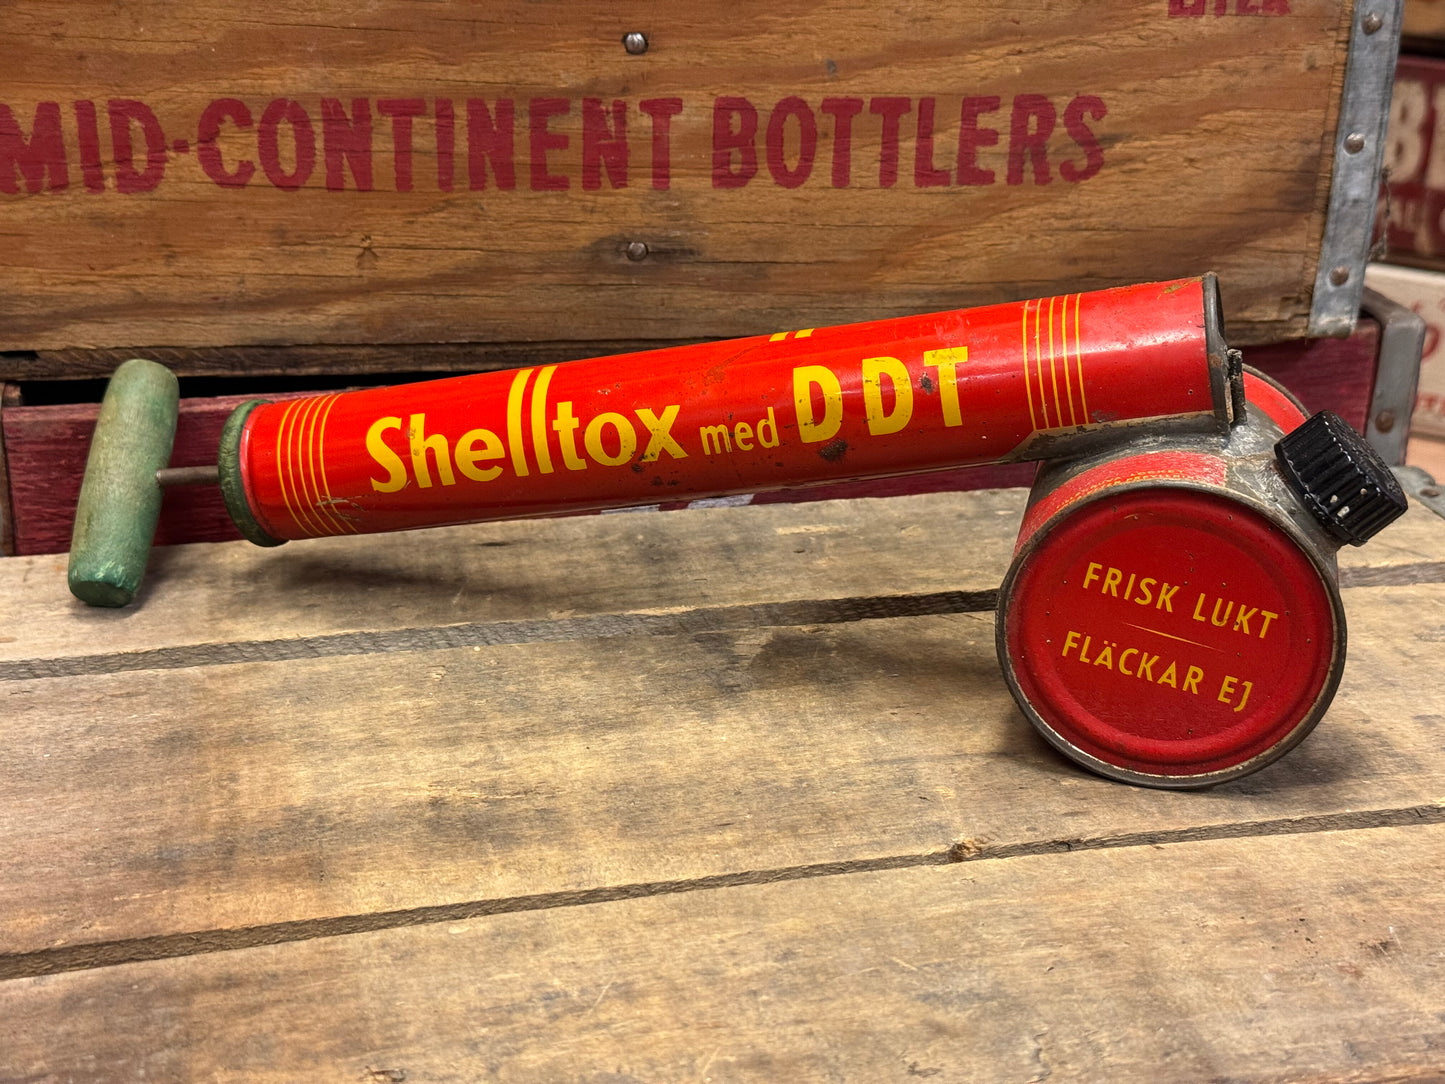 MID-CONTINENT BOTTLERS
Shelltox med DDT
FRISK LUKT
FLÄCKAR EJ